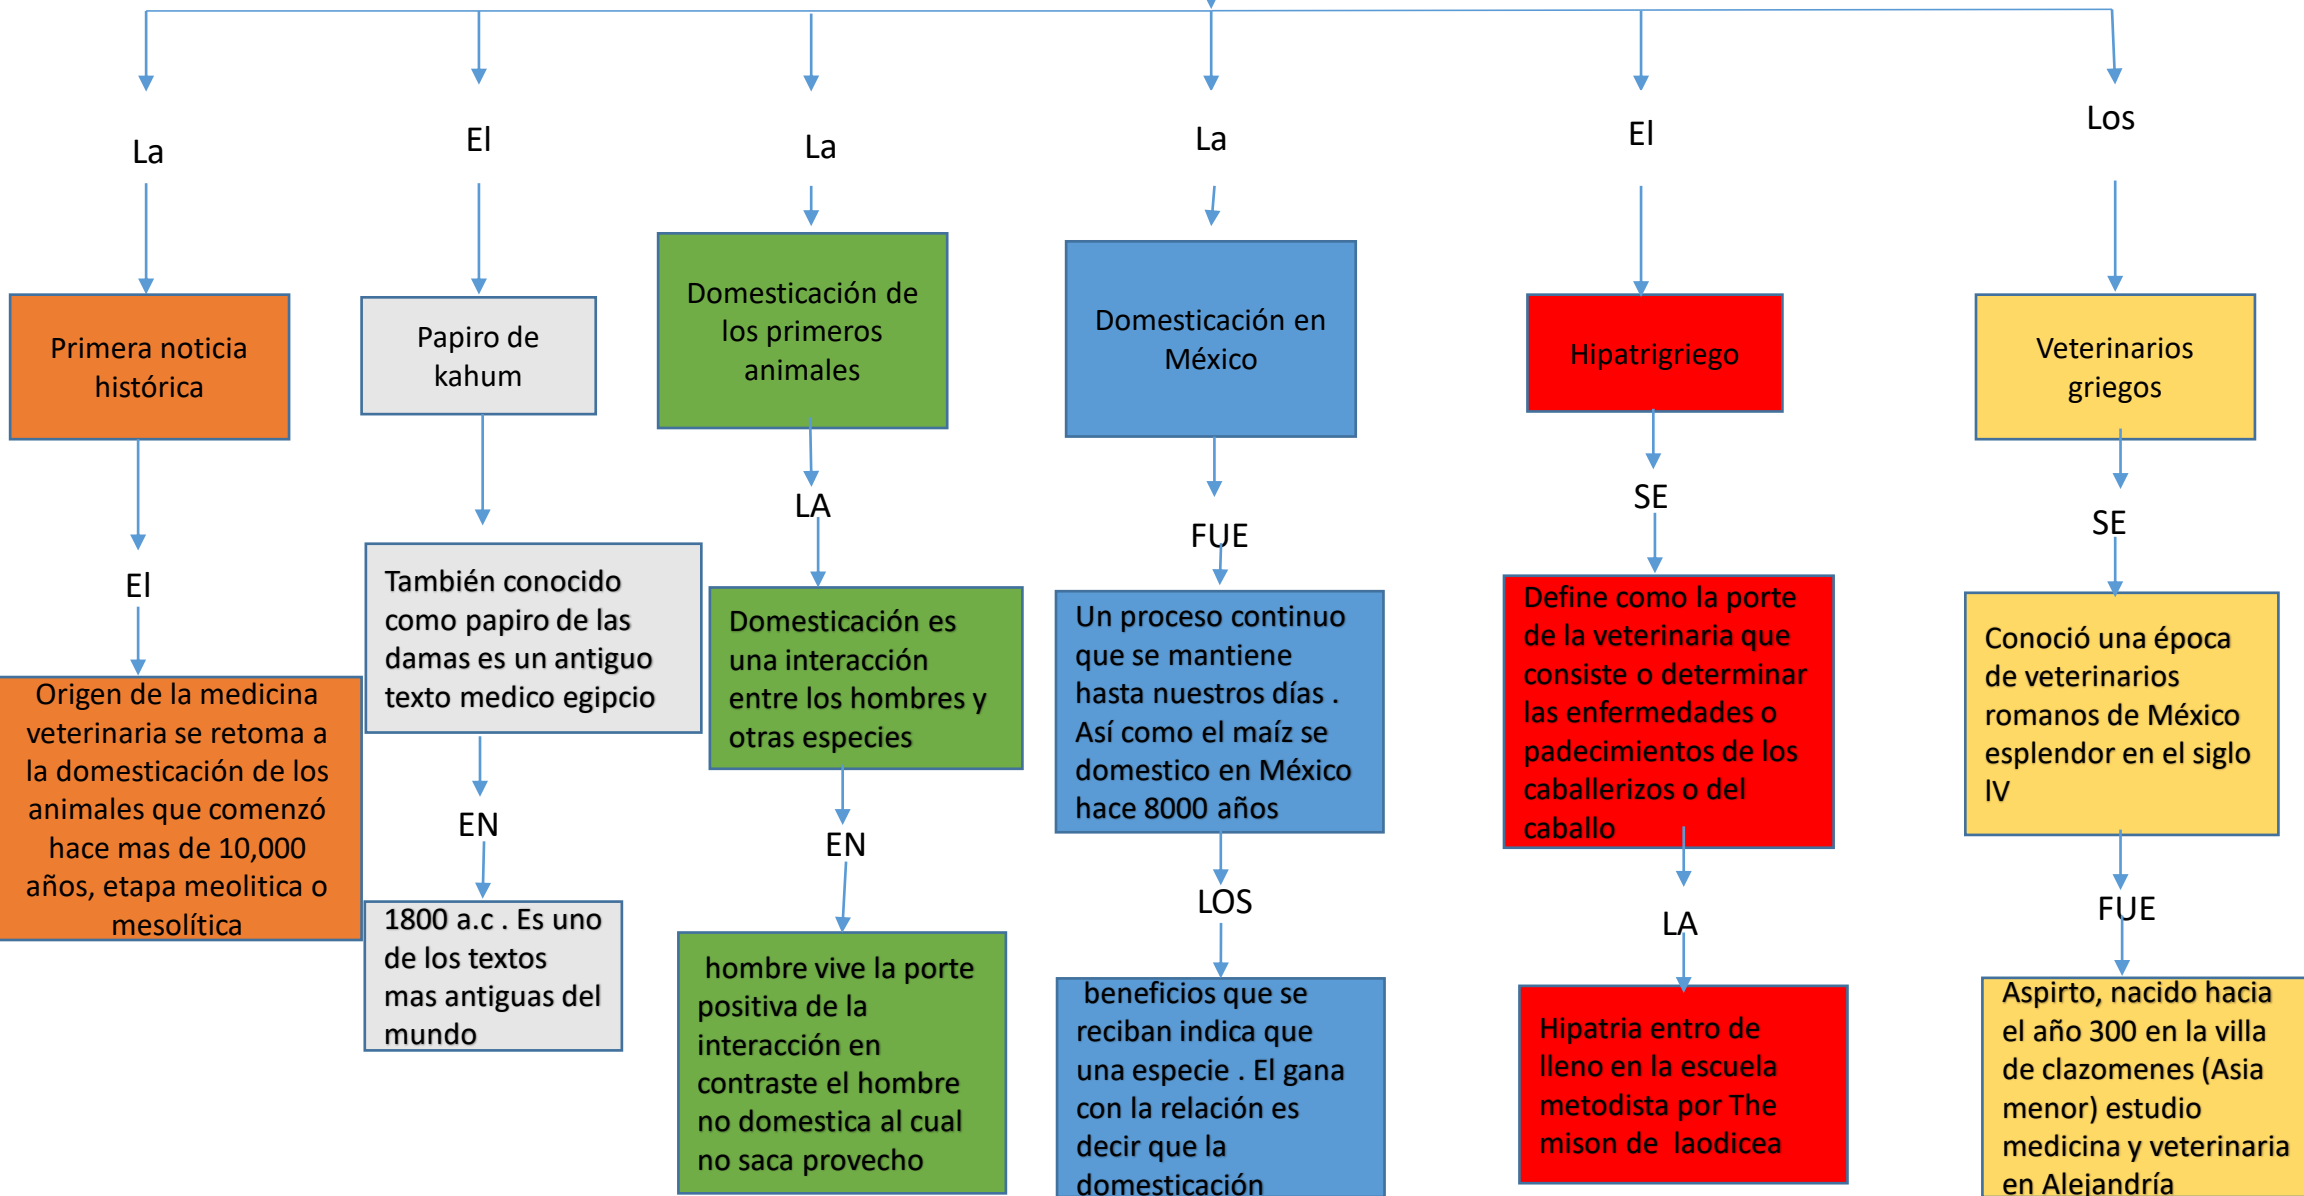 La
Primera noticia
histórica
El
Origen de la medicina
veterinaria se retoma a
la domesticación de los
animales que comenzó
hace mas de 10,000
años, etapa meolitica o
mesolítica
El
Papiro de
kahum
También conocido
como papiro de las
damas es un antiguo
texto medico egipcio
EN
1800 a.c . Es uno
de los textos
mas antiguas del
mundo
La
Domesticación de
los primeros
animales
LA
Domesticación es
una interacción
entre los hombres y
otras especies
EN
hombre vive la porte
positiva de la
interacción en
contraste el hombre
no domestica al cual
no saca provecho
La
Domesticación en
México
FUE
Un proceso continuo
que se mantiene
hasta nuestros días .
Así como el maíz se
domestico en México
hace 8000 años
LOS
beneficios que se
reciban indica que
una especie . El gana
con la relación es
decir que la
domesticación
El
Hipatrigriego
SE
Define como la porte
de la veterinaria que
consiste o determinar
las enfermedades o
padecimientos de los
caballerizos o del
caballo
LA
Hipatria entro de
lleno en la escuela
metodista por The
mison de laodicea
Los
Veterinarios
griegos
SE
Conoció una época
de veterinarios
romanos de México
esplendor en el siglo
lV
FUE
Aspirto, nacido hacia
el año 300 en la villa
de clazomenes (Asia
menor) estudio
medicina y veterinaria
en Alejandría